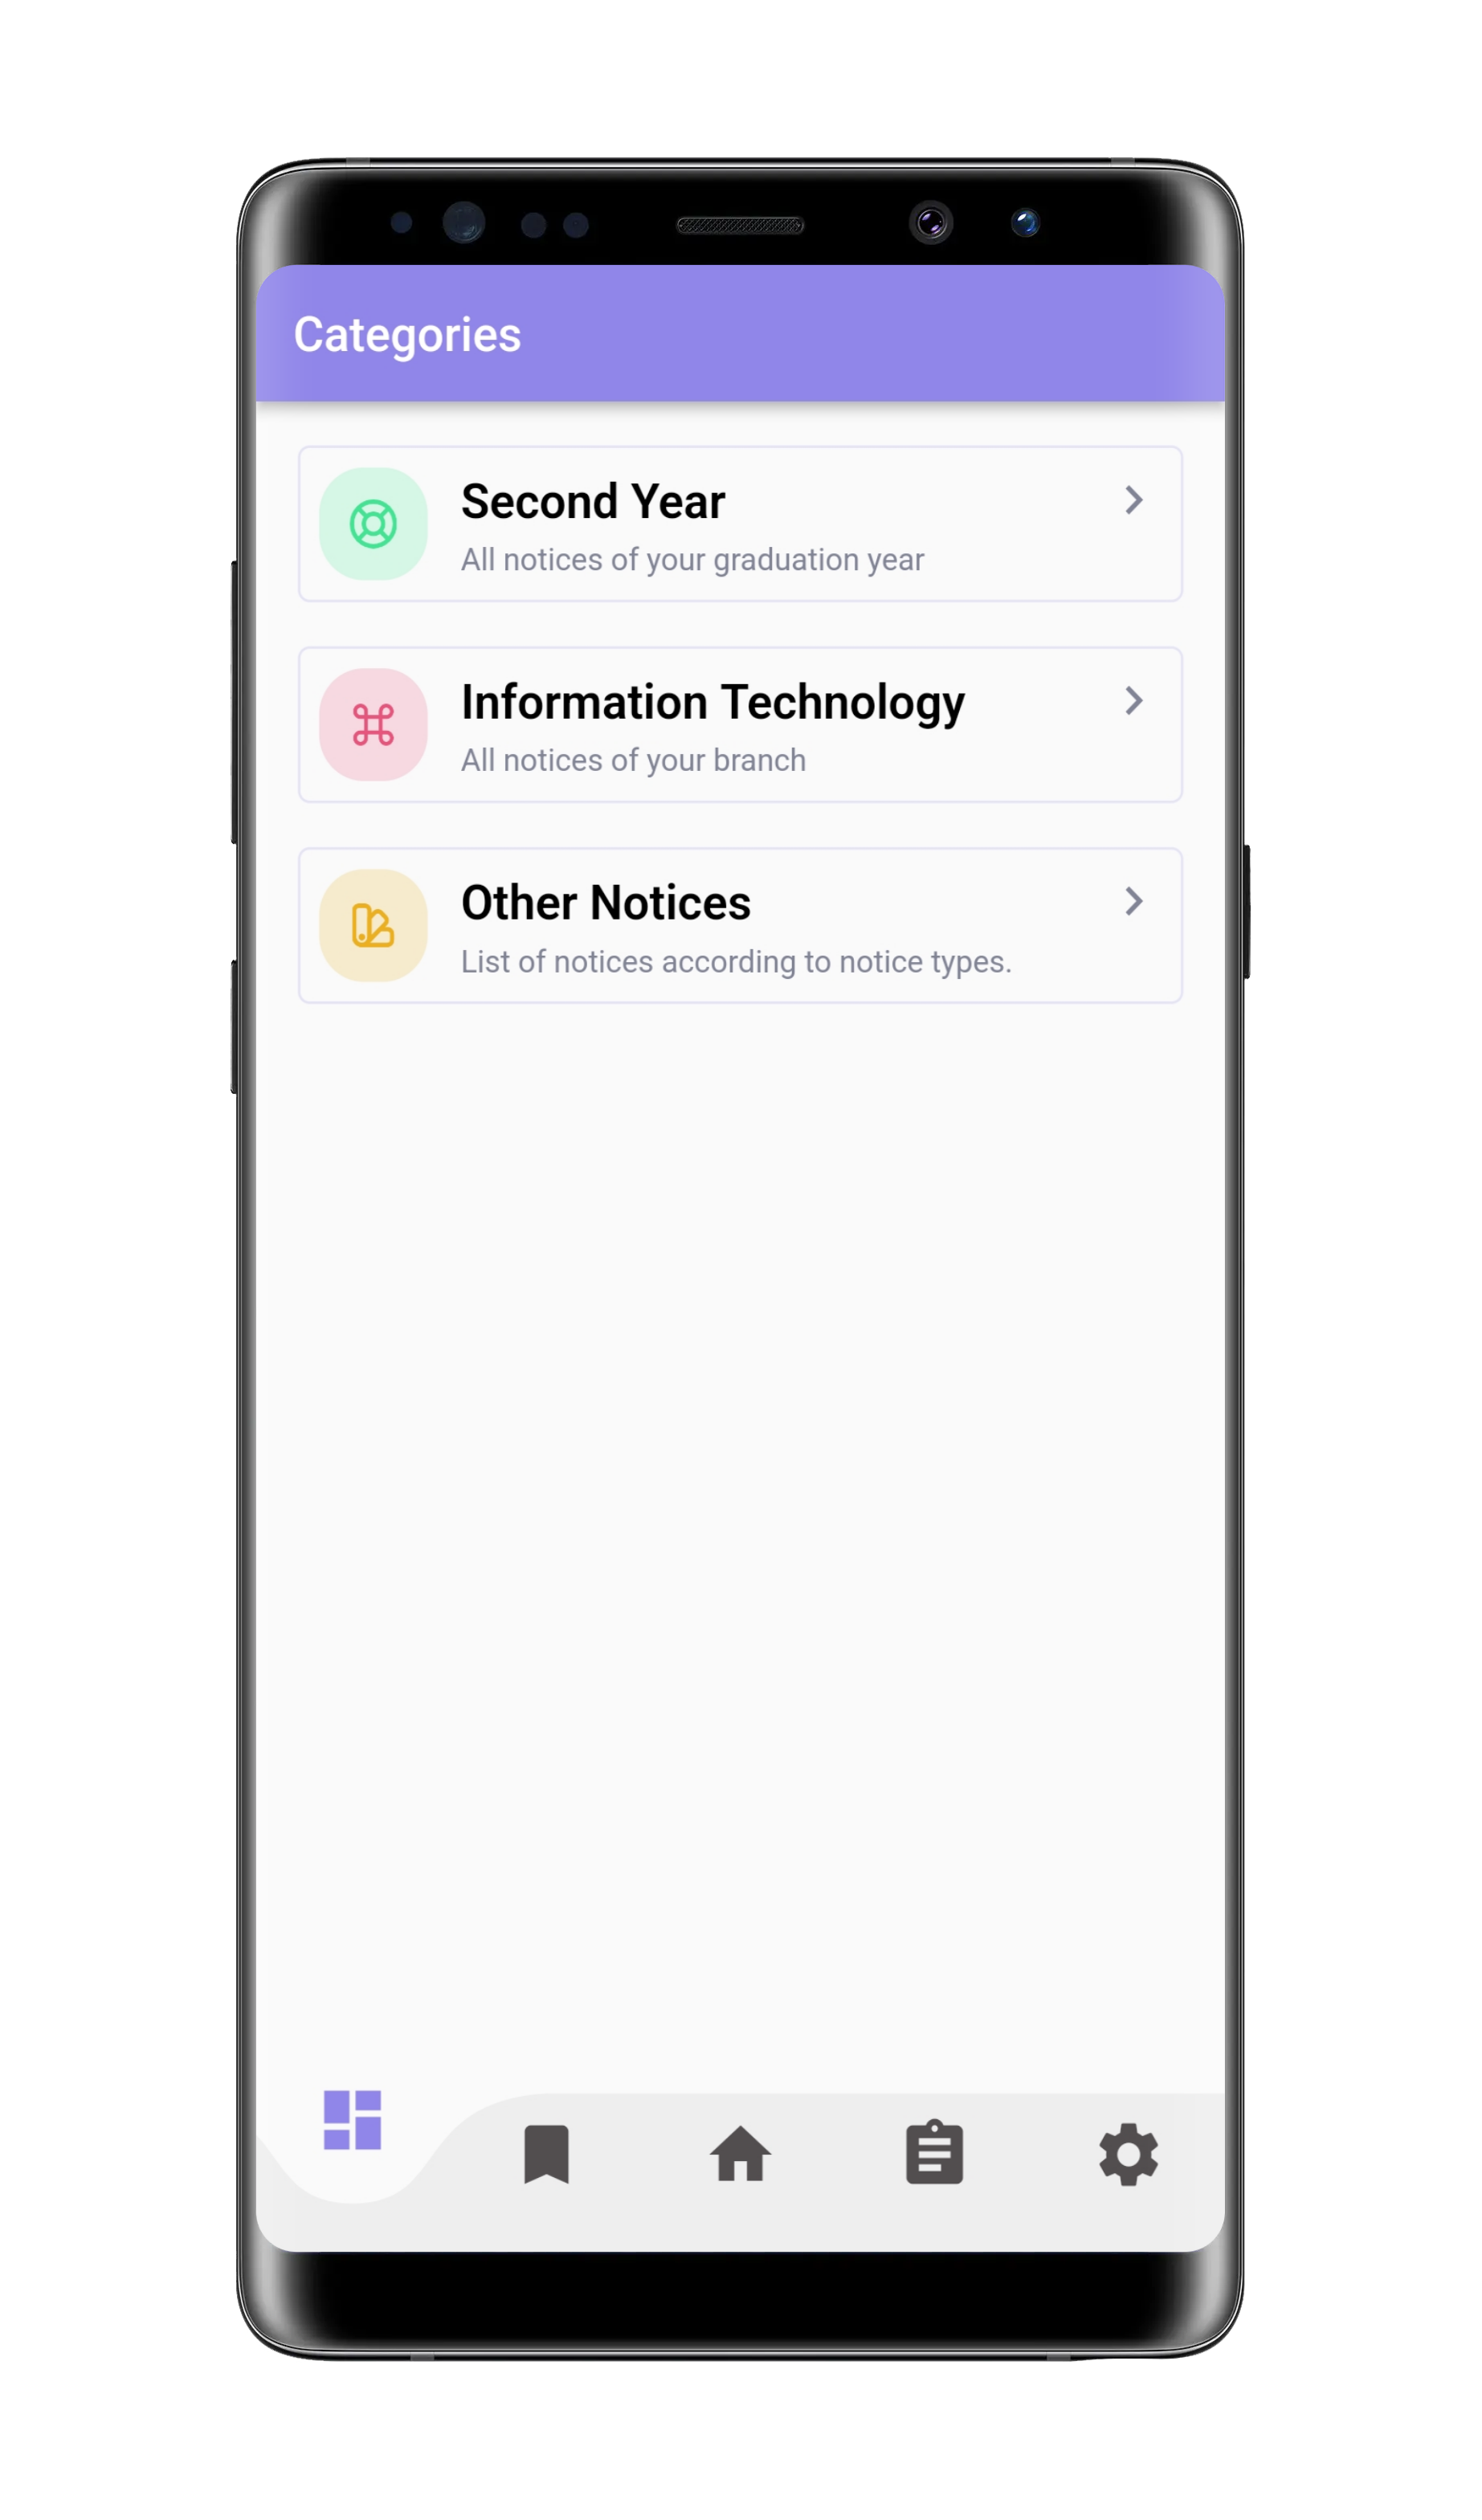 Categories
Second Year
All notices of your graduation year
Information Technology
All notices of your branch
Other Notices
List of notices according to notice types.